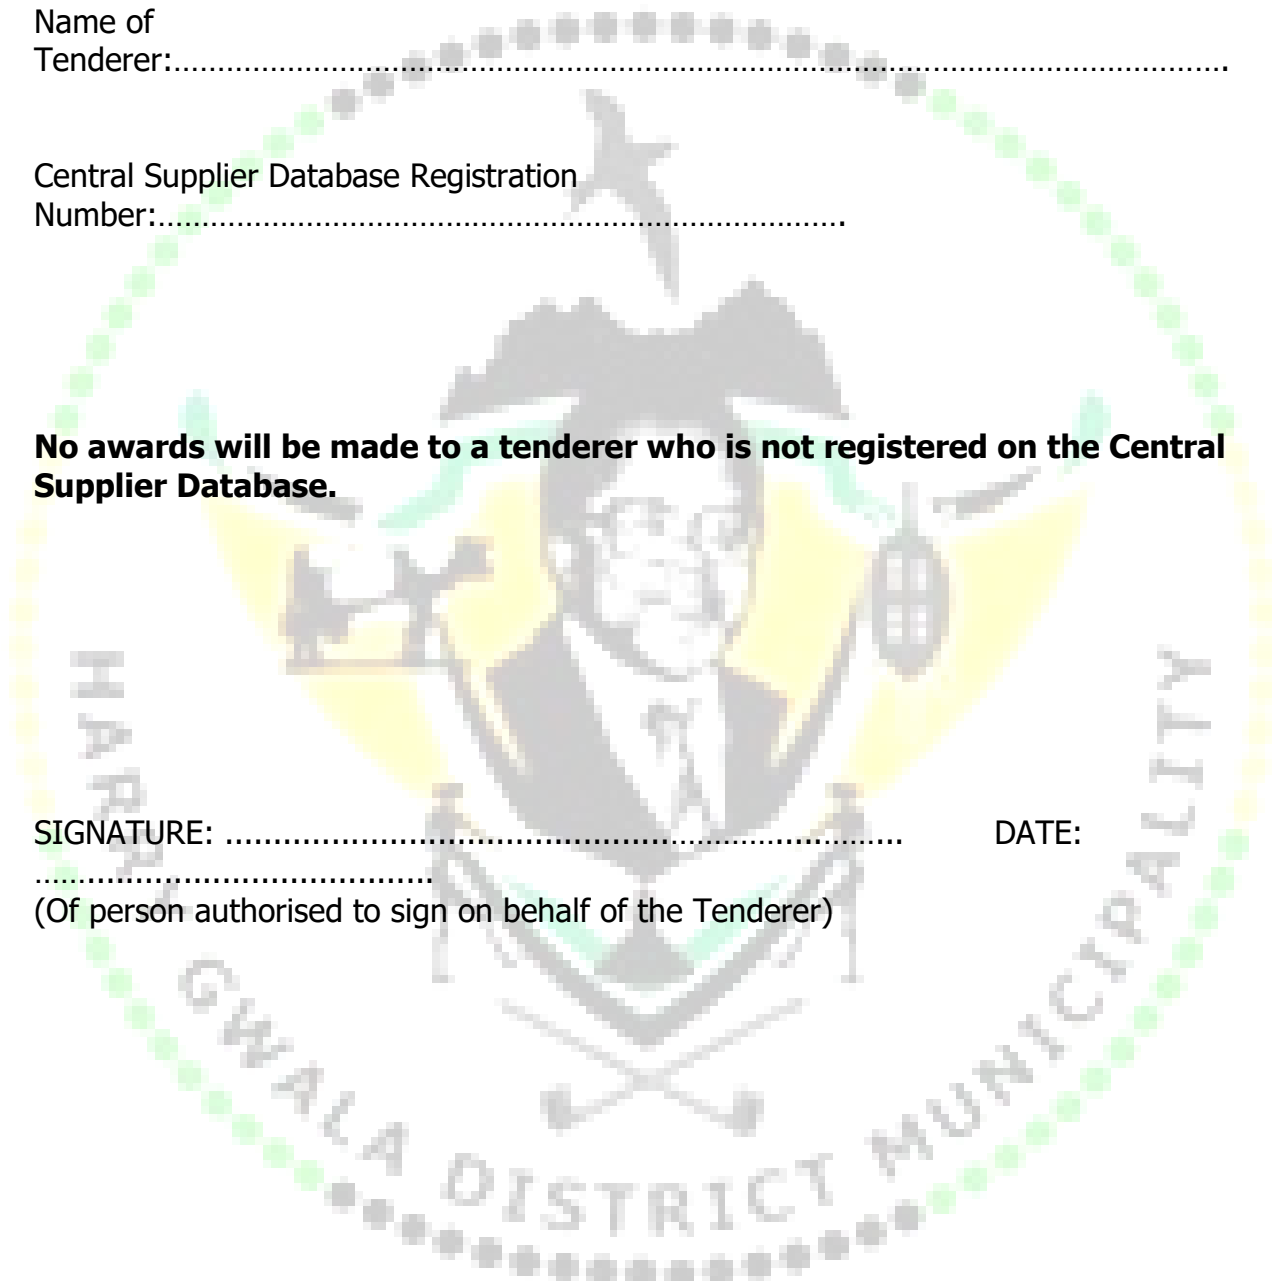 Name of
Tenderer:……………………………………………………………………………………………………….
Central Supplier Database Registration
Number:………………………………………………………………….
No awards will be made to a tenderer who is not registered on the Central
Supplier Database.
SIGNATURE: ................................................……………......………... DATE:
……....................................
(Of person authorised to sign on behalf of the Tenderer)
HARRY GWALA DISTRICT MUNICIPALITY